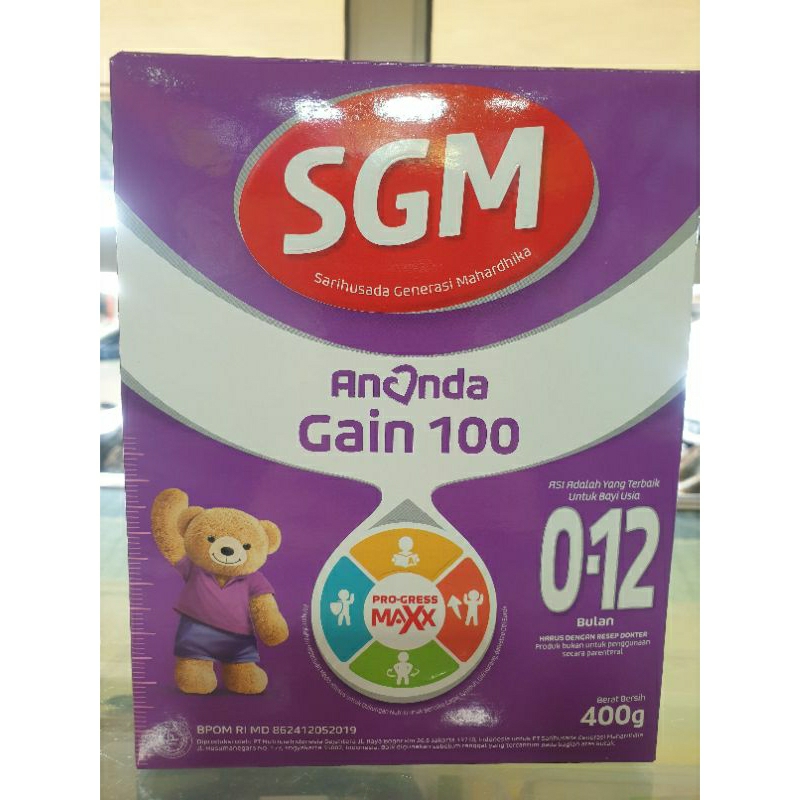 SGM
Sarihusada Generasi Mahardhika
Ananda
Gain 100
ASI Adalah Yang Terbaik
Untuk Bayi Usia
0-12
Bulan
HARUS DENGAN RESEP DOKTER
Produk bukan untuk penggunaan
secara parenteral
PRO-GRESS
MAXX
Berat Bersih
400g
BPOM RI MD 862412052019